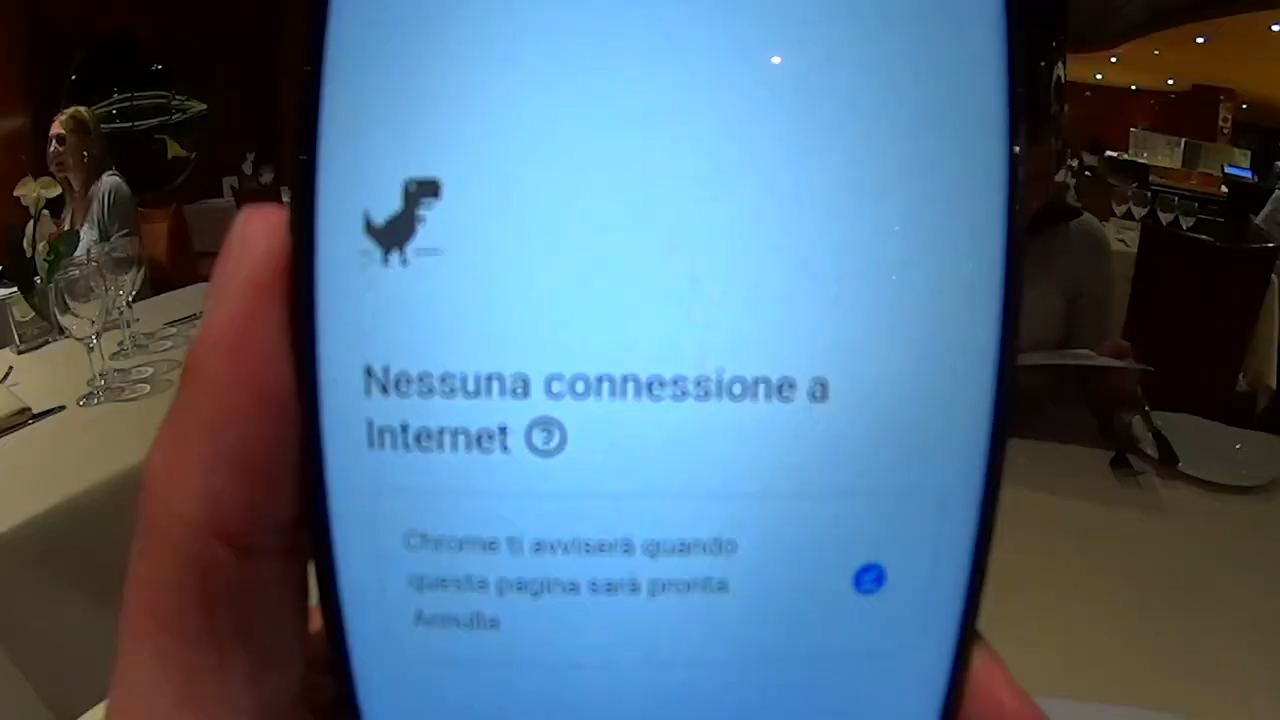 Nessuna connessione a
Internet ?
Chrome ti avviserà quando
questa pagina sarà pronta
Annulla